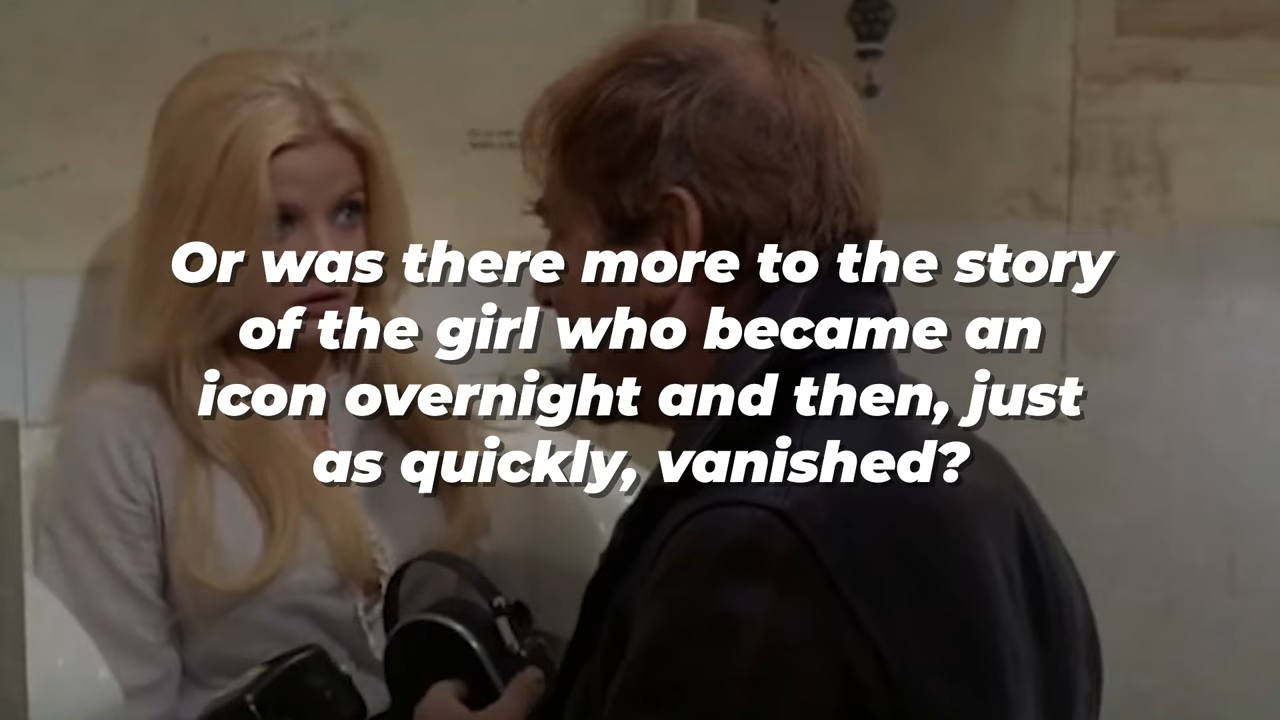 Or was there more to the story
of the girl who became an
icon overnight and then, just
as quickly, vanished?